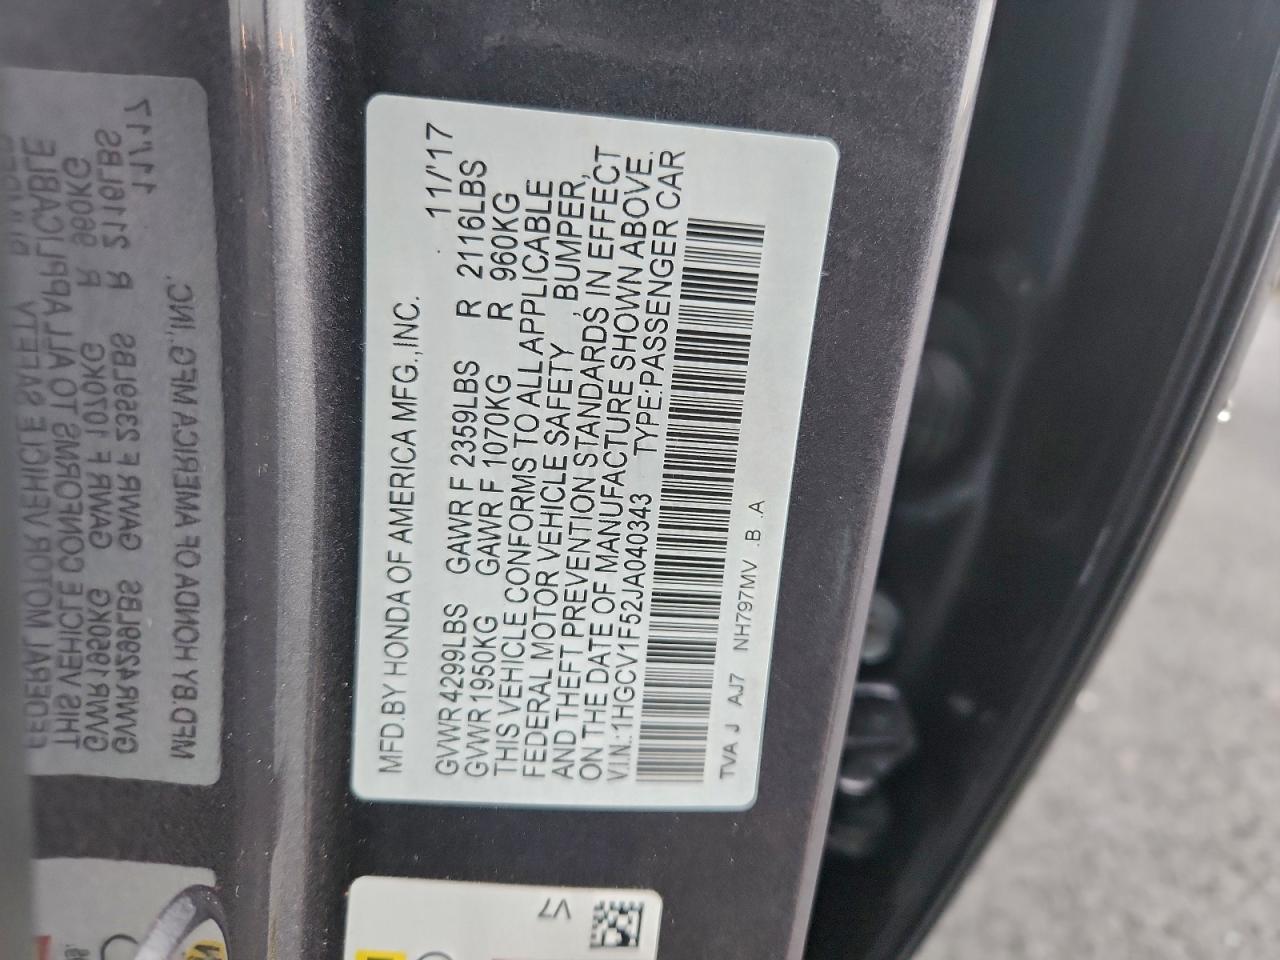 MFD.BY HONDA OF AMERICA MFG.,INC. 11/'17
GVWR 4299LBS GAWR F 2359LBS R 2116LBS
GVWR 1950KG GAWR F 1070KG R 960KG
THIS VEHICLE CONFORMS TO ALL APPLICABLE
FEDERAL MOTOR VEHICLE SAFETY , BUMPER,
AND THEFT PREVENTION STANDARDS IN EFFECT
ON THE DATE OF MANUFACTURE SHOWN ABOVE.
V.I.N.:1HGCV1F52JA040343 TYPE:PASSENGER CAR
TVA J AJ7 NH797MV .B .A